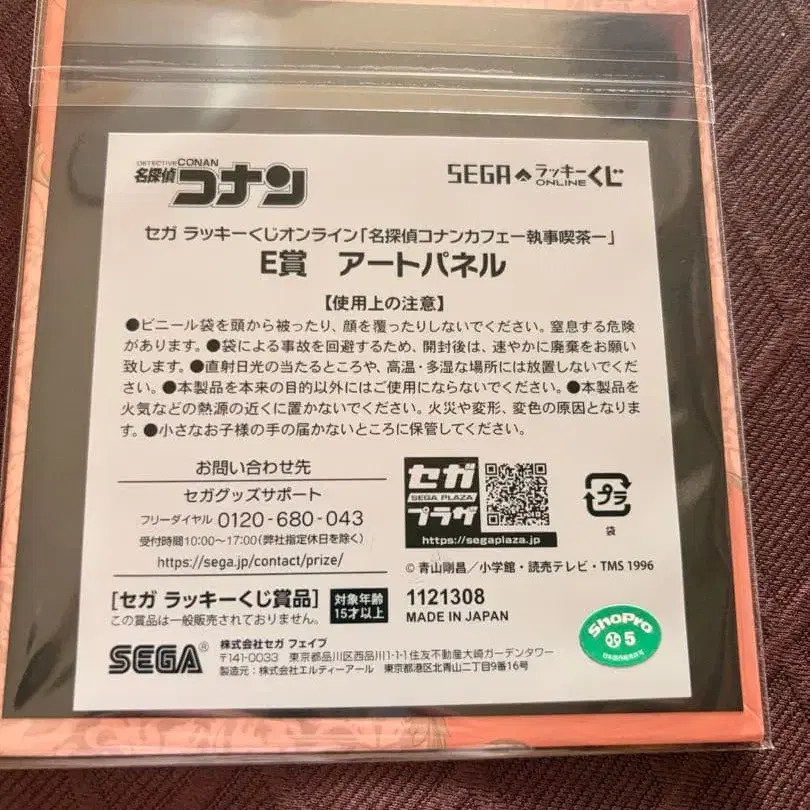 DETECTIVE CONAN
名探偵コナン
SEGA ラッキーくじ ONLINE
セガ ラッキーくじオンライン「名探偵コナンカフェー執事喫茶ー」
E賞 アートパネル
【使用上の注意】
●ビニール袋を頭から被ったり、顔を覆ったりしないでください。窒息する危険
があります。●袋による事故を回避するため、開封後は、速やかに廃棄をお願い
致します。●直射日光の当たるところや、高温・多湿な場所には放置しないでくだ
さい。●本製品を本来の目的以外にはご使用にならないでください。●本製品を
火気などの熱源の近くに置かないでください。火災や変形、変色の原因となりま
す。●小さなお子様の手の届かないところに保管してください。
お問い合わせ先
セガグッズサポート
フリーダイヤル 0120-680-043
受付時間10:00〜17:00(弊社指定休日を除く)
https://sega.jp/contact/prize/
セガ
SEGA PLAZA
プラザ
https://segaplaza.jp
プラ
袋
© 青山剛昌/小学館・読売テレビ・TMS 1996
[セガ ラッキーくじ賞品]
この賞品は一般販売されておりません。
対象年齢
15才以上
1121308
MADE IN JAPAN
ShoPro
5
SEGA®
株式会社セガ フェイブ
〒141-0033 東京都品川区西品川1-1-1住友不動産大崎ガーデンタワー
製造元:株式会社エルティーアール 東京都港区北青山二丁目9番16号